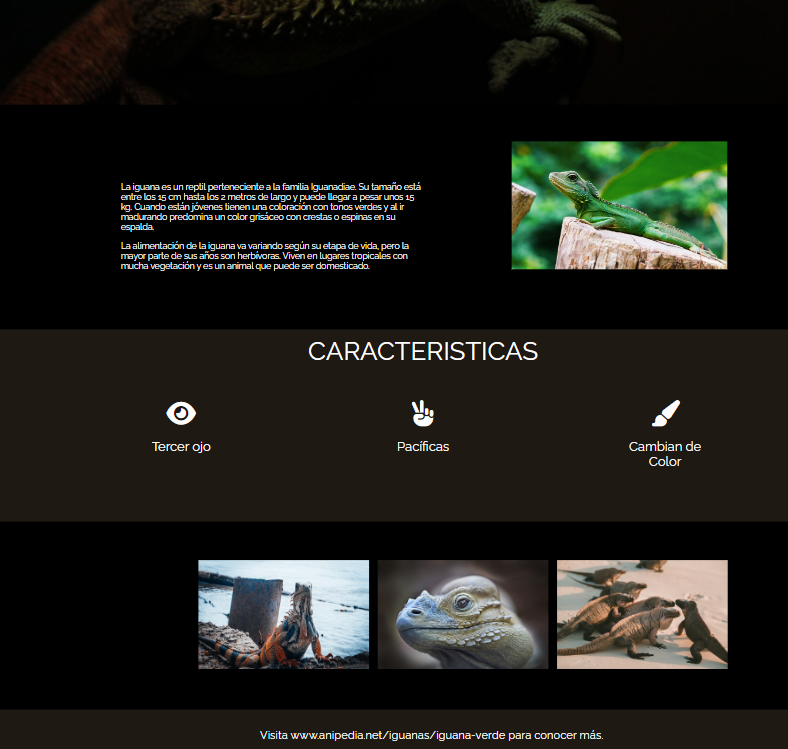 La iguana es un reptil perteneciente a la familia Iguanadiae. Su tamaño está
entre los 15 cm hasta los 2 metros de largo y puede llegar a pesar unos 15
kg. Cuando están jóvenes tienen una coloración con tonos verdes y al ir
madurando predomina un color grisáceo con crestas o espinas en su
espalda.
La alimentación de la iguana va variando según su etapa de vida, pero la
mayor parte de sus años son herbívoras. Viven en lugares tropicales con
mucha vegetación y es un animal que puede ser domesticado.
CARACTERISTICAS
Tercer ojo
Pacíficas
Cambian de
Color
Visita www.anipedia.net/iguanas/iguana-verde para conocer más.